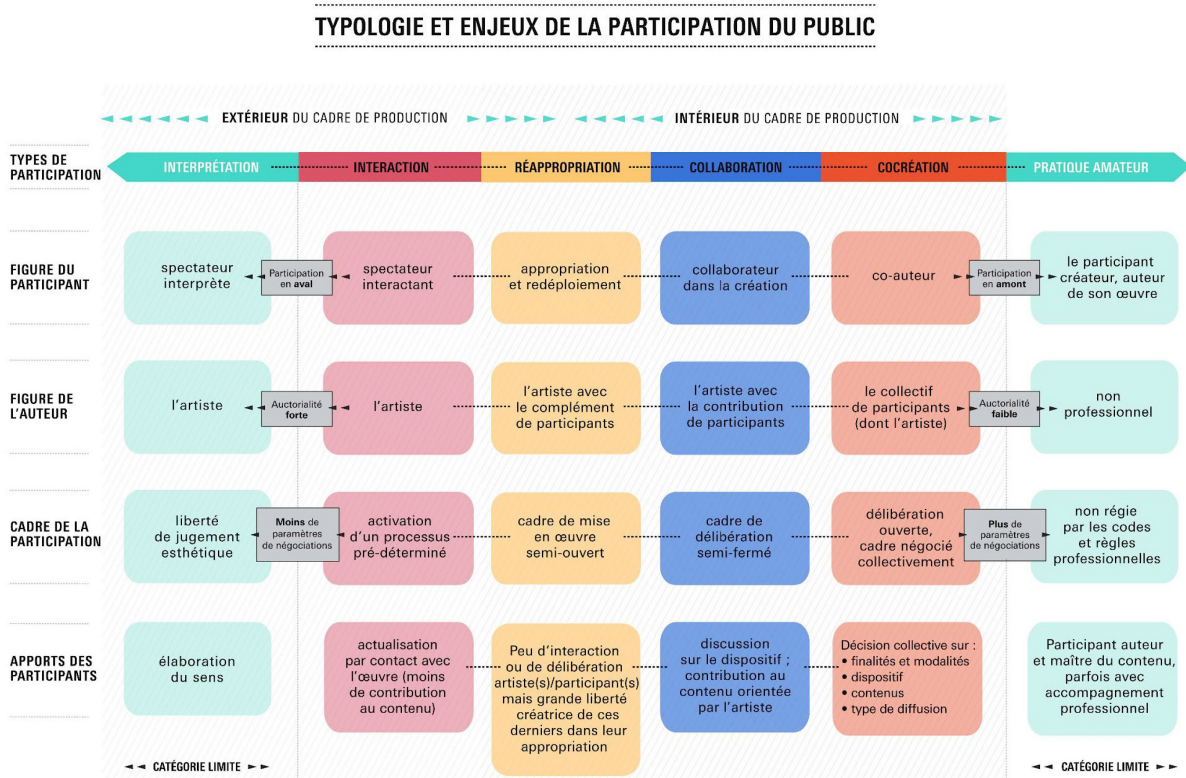 TYPOLOGIE ET ENJEUX DE LA PARTICIPATION DU PUBLIC
EXTÉRIEUR DU CADRE DE PRODUCTION
INTÉRIEUR DU CADRE DE PRODUCTION
TYPES DE
PARTICIPATION
INTERPRÉTATION
INTERACTION
RÉAPPROPRIATION
COLLABORATION
COCRÉATION
PRATIQUE AMATEUR
FIGURE DU
PARTICIPANT
spectateur
interprète
Participation
en aval
spectateur
interactant
appropriation
et redéploiement
collaborateur
dans la création
co-auteur
Participation
en amont
le participant
créateur, auteur
de son œuvre
FIGURE DE
L'AUTEUR
l'artiste
Auctorialité
forte
l'artiste
l'artiste avec
le complément
de participants
l'artiste avec
la contribution
de participants
le collectif
de participants
(dont l'artiste)
Auctorialité
faible
non
professionnel
CADRE DE LA
PARTICIPATION
liberté
de jugement
esthétique
Moins de
paramètres
de négociations
activation
d'un processus
pré-déterminé
cadre de mise
en œuvre
semi-ouvert
cadre de
délibération
semi-fermé
délibération
ouverte,
cadre négocié
collectivement
Plus de
paramètres
de négociations
non régie
par les codes
et règles
professionnelles
APPORTS DES
PARTICIPANTS
élaboration
du sens
actualisation
par contact avec
l'œuvre (moins
de contribution
au contenu)
Peu d'interaction
ou de délibération
artiste(s)/participant(s)
mais grande liberté
créatrice de ces
derniers dans leur
appropriation
discussion
sur le dispositif ;
contribution au
contenu orientée
par l'artiste
Décision collective sur :
• finalités et modalités
• dispositif
• contenus
• type de diffusion
Participant auteur
et maître du contenu,
parfois avec
accompagnement
professionnel
CATÉGORIE LIMITE
CATÉGORIE LIMITE